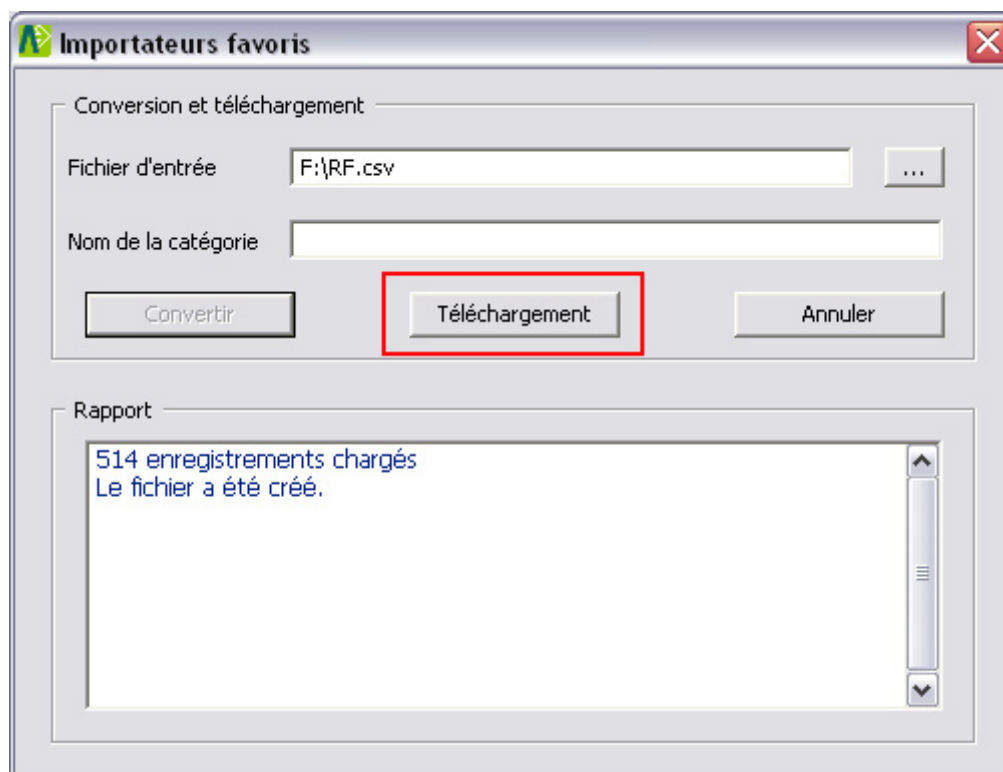 Importateurs favoris
Conversion et téléchargement
Fichier d'entrée F:\RF.csv ...
Nom de la catégorie
Convertir Téléchargement Annuler
Rapport
514 enregistrements chargés
Le fichier a été créé.